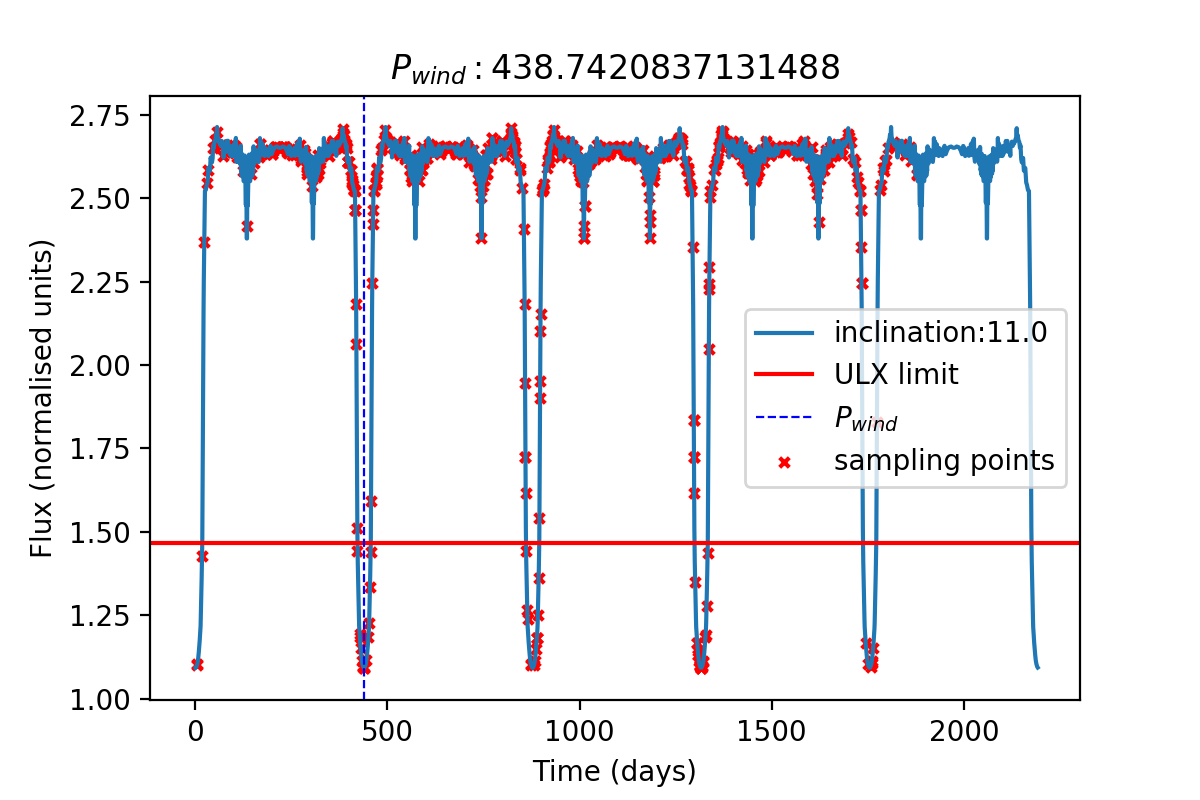 P_wind : 438.7420837131488
Flux (normalised units)
2.75
2.50
2.25
2.00
1.75
1.50
1.25
1.00
inclination:11.0
ULX limit
P_wind
sampling points
0 500 1000 1500 2000
Time (days)